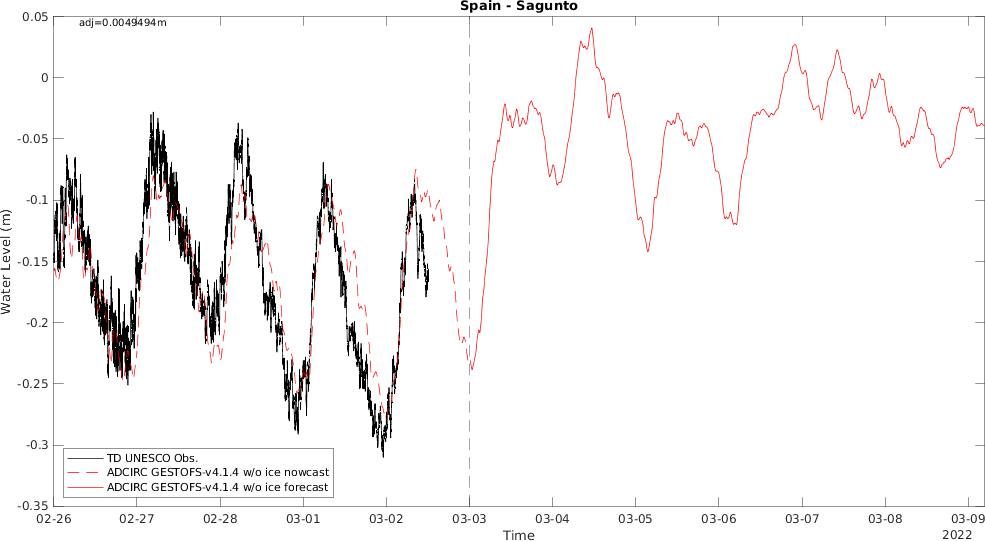 Spain - Sagunto
adj=0.0049494m
0.05
0
-0.05
-0.1
-0.15
-0.2
-0.25
-0.3
-0.35
Water Level (m)
TD UNESCO Obs.
ADCIRC GESTOFS-v4.1.4 w/o ice nowcast
ADCIRC GESTOFS-v4.1.4 w/o ice forecast
02-26 02-27 02-28 03-01 03-02 03-03 03-04 03-05 03-06 03-07 03-08 03-09
Time
2022